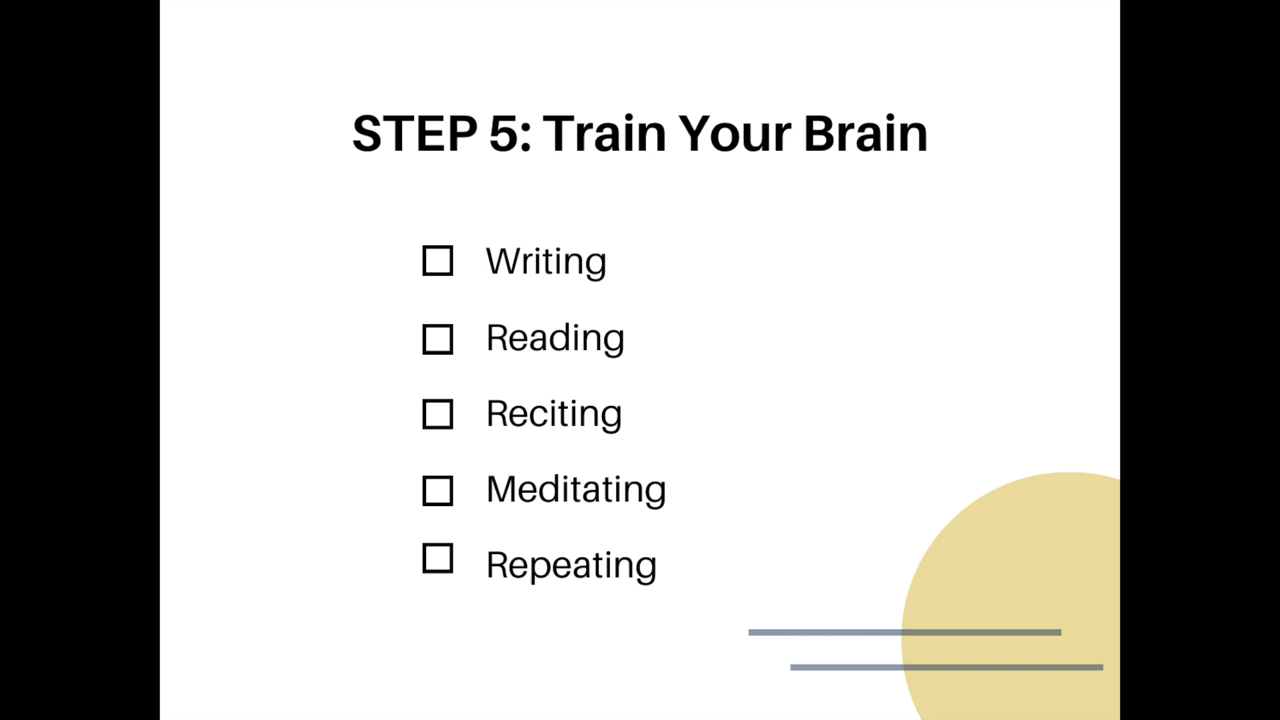 STEP 5: Train Your Brain
Writing
Reading
Reciting
Meditating
Repeating